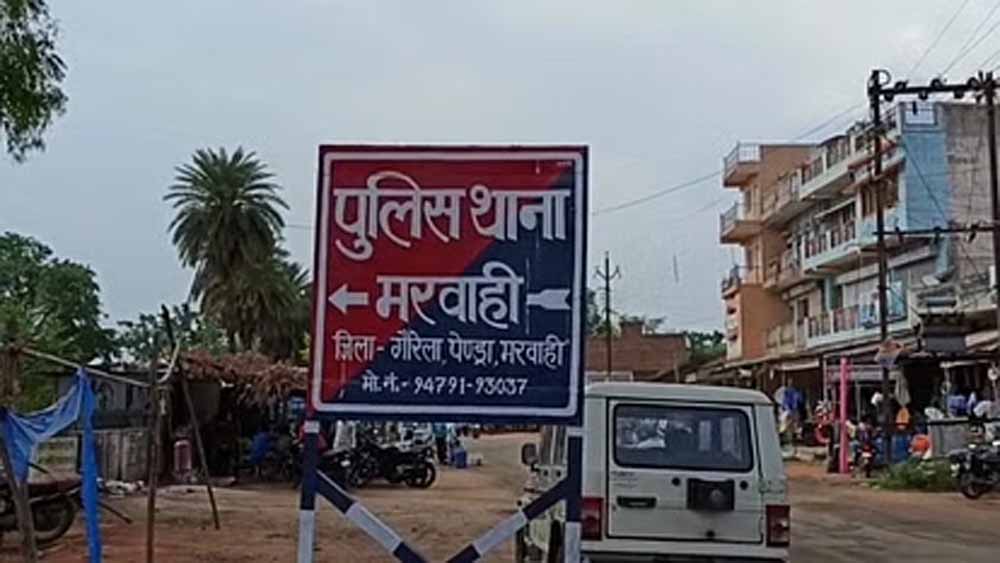 पुलिस थाना
मरवाही
जिला- गौरेला, पेण्ड्रा, मरवाही
मो.नं.- 94791-93037